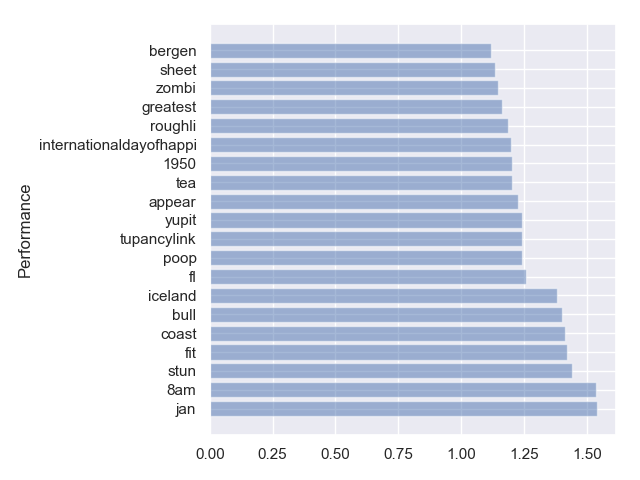 bergen
sheet
zombi
greatest
roughli
internationaldayofhappi
1950
tea
appear
yupit
tupancylink
poop
fl
iceland
bull
coast
fit
stun
8am
jan
Performance
0.00 0.25 0.50 0.75 1.00 1.25 1.50